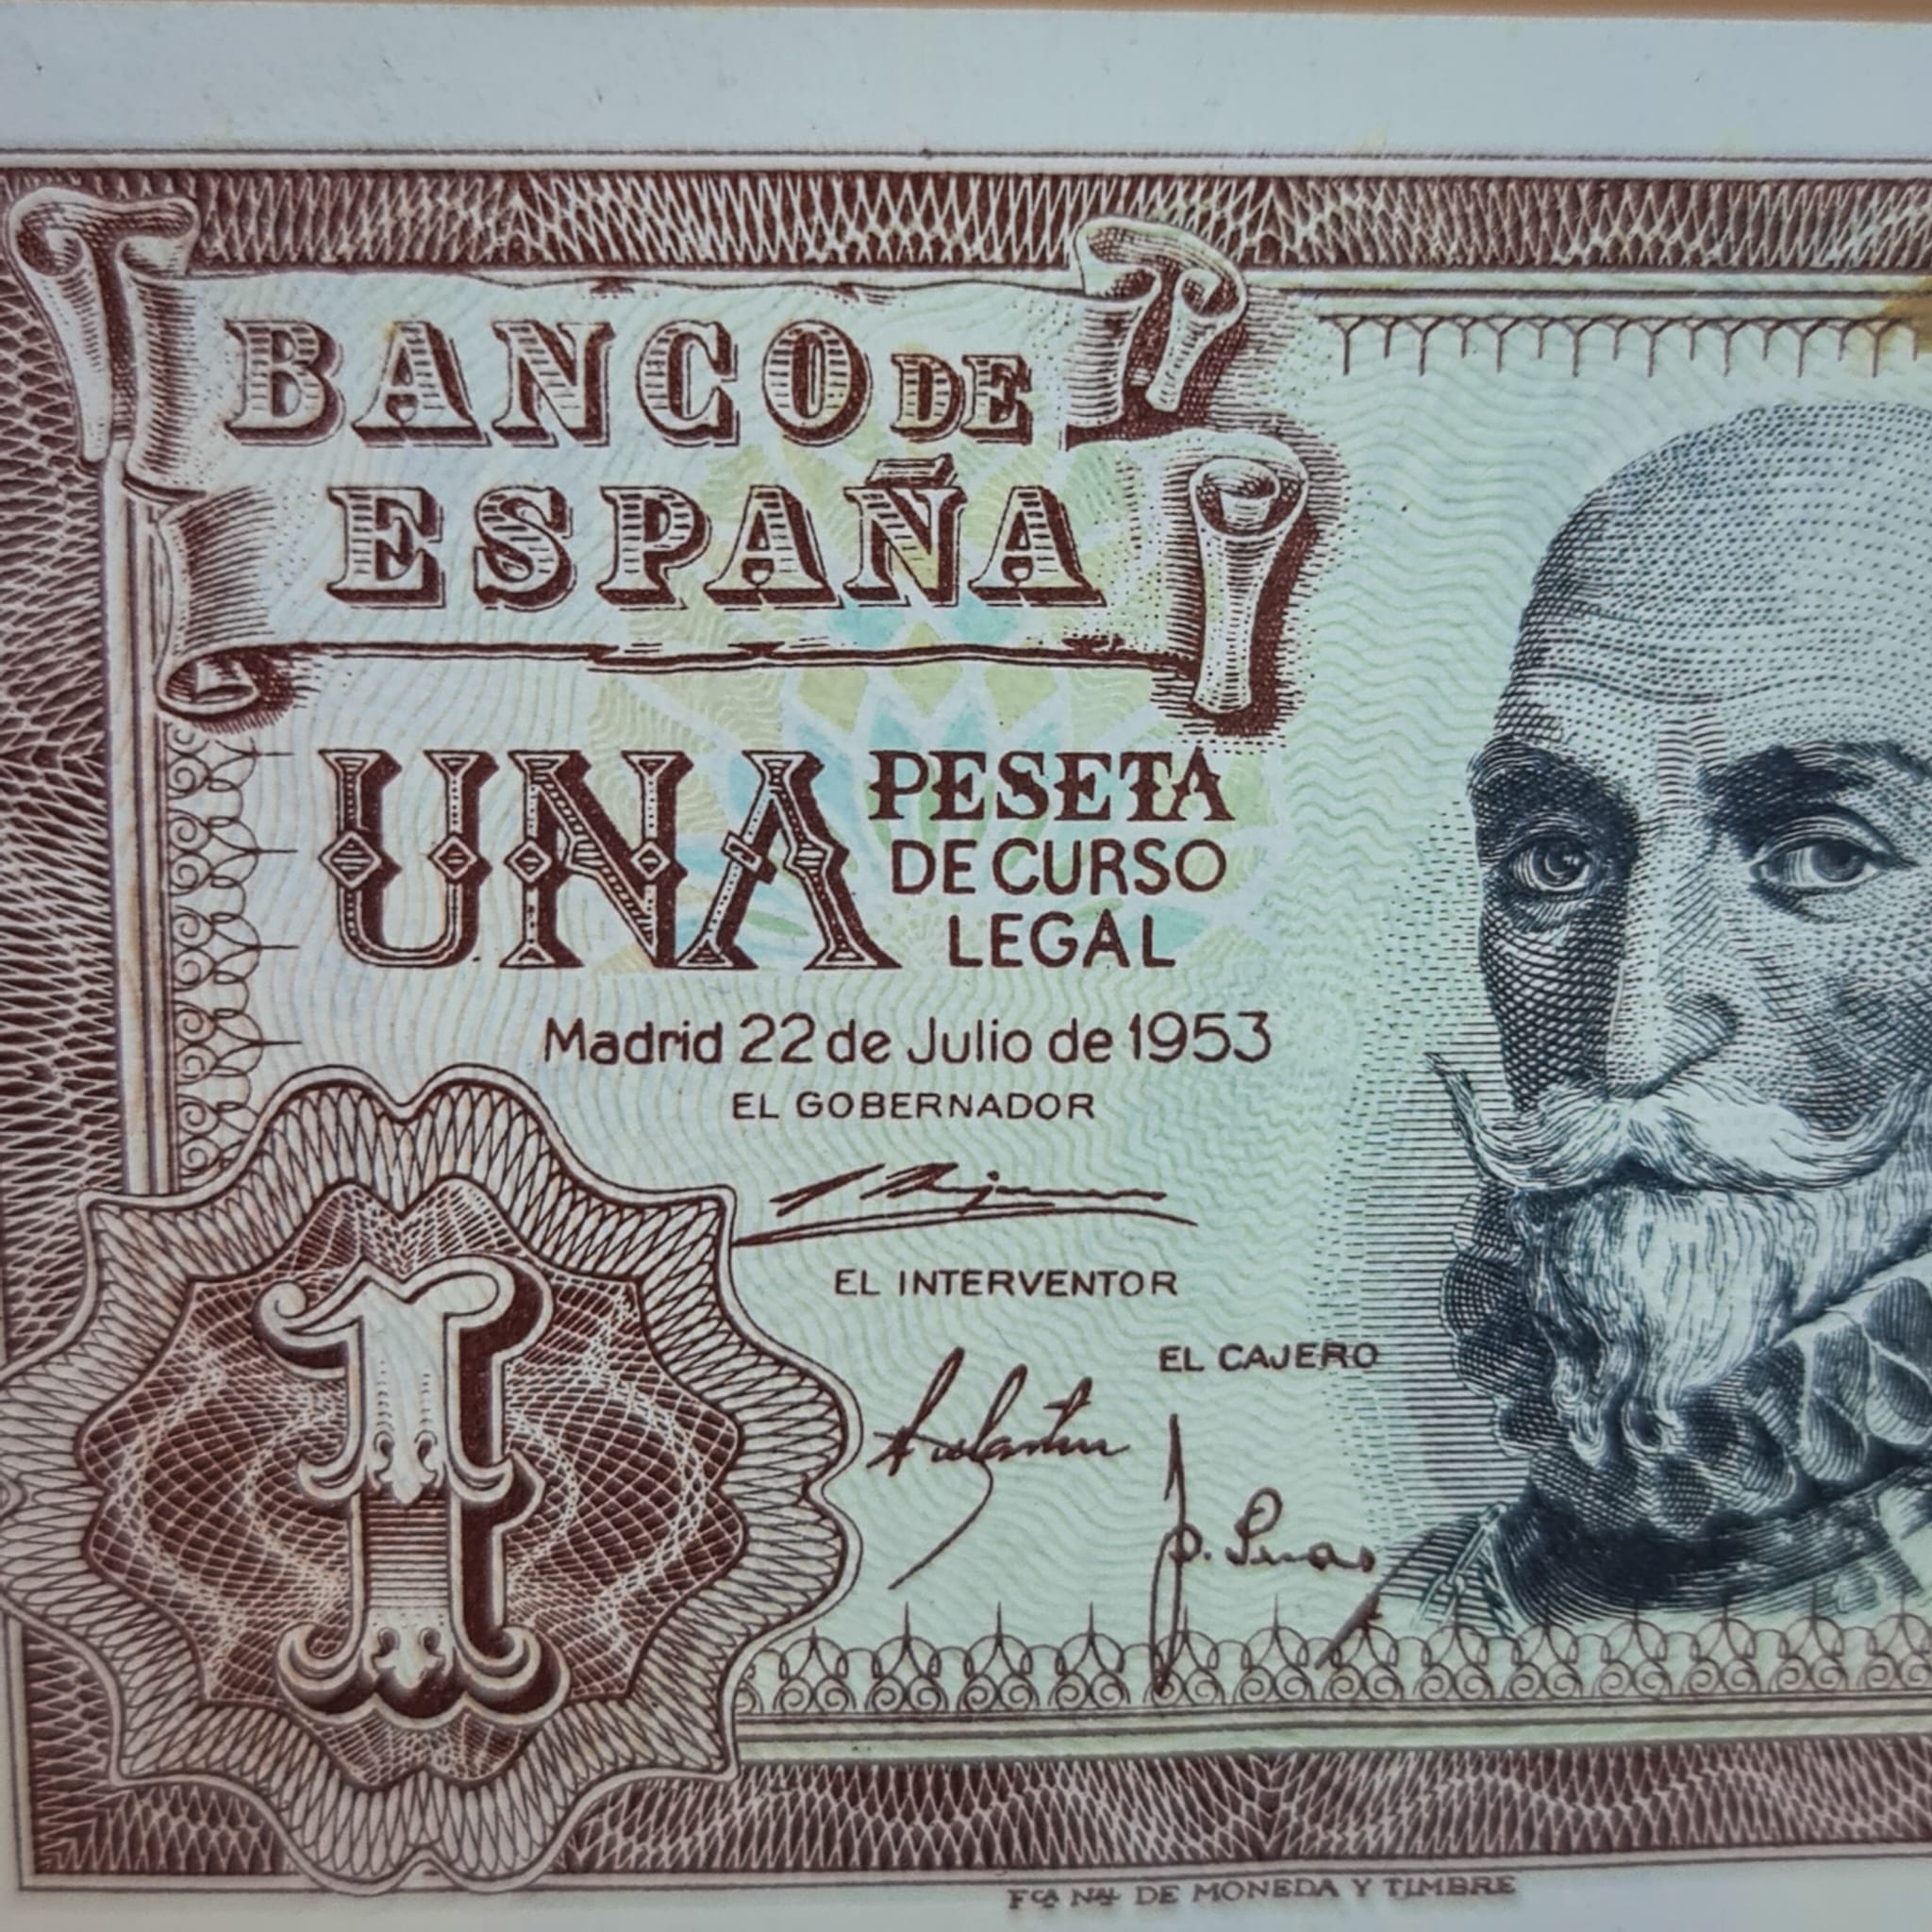 BANCO DE
ESPAÑA
UNA PESETA
DE CURSO
LEGAL
Madrid 22 de Julio de 1953
EL GOBERNADOR
EL INTERVENTOR
EL CAJERO
1
FCA NAL DE MONEDA Y TIMBRE